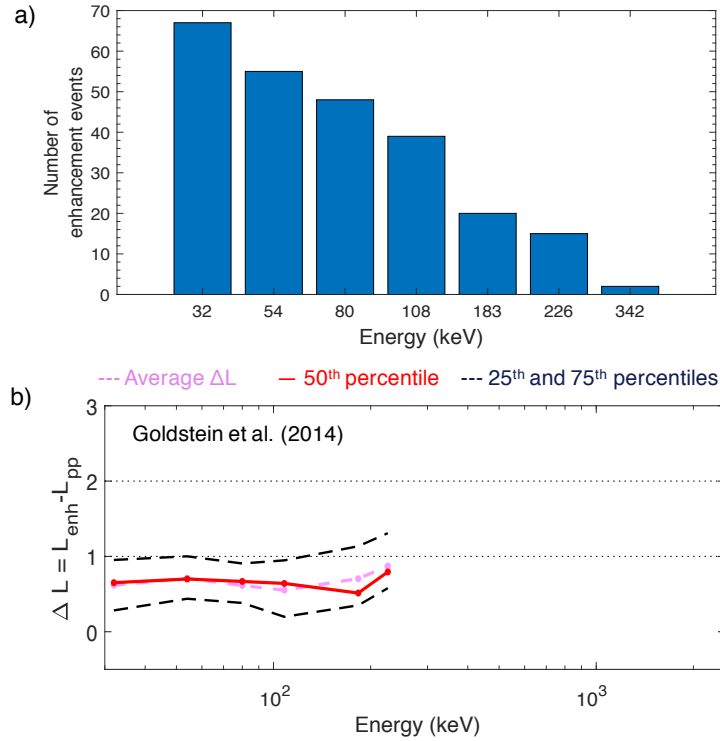 a)
70
60
50
40
30
20
10
0
Number of
enhancement events
32 54 80 108 183 226 342
Energy (keV)
Average ΔL 50th percentile 25th and 75th percentiles
b)
Goldstein et al. (2014)
3
2
1
0
Δ L = Lenh-Lpp
10² 10³
Energy (keV)